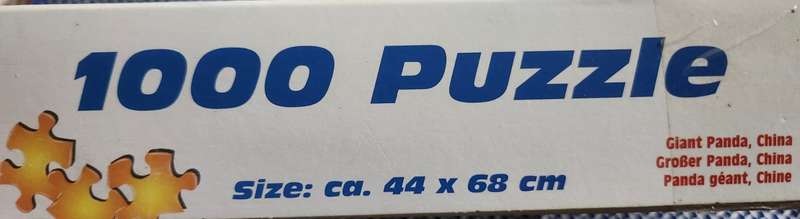 1000 Puzzle
Giant Panda, China
Großer Panda, China
Panda géant, Chine
Size: ca. 44 x 68 cm